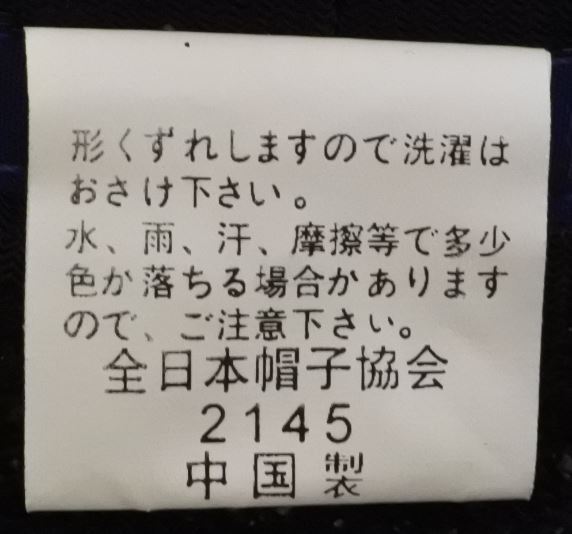 形くずれしますので洗濯は
おさけ下さい。
水、雨、汗、摩擦等で多少
色か落ちる場合かあります
ので、ご注意下さい。
全日本帽子協会
2145
中国製